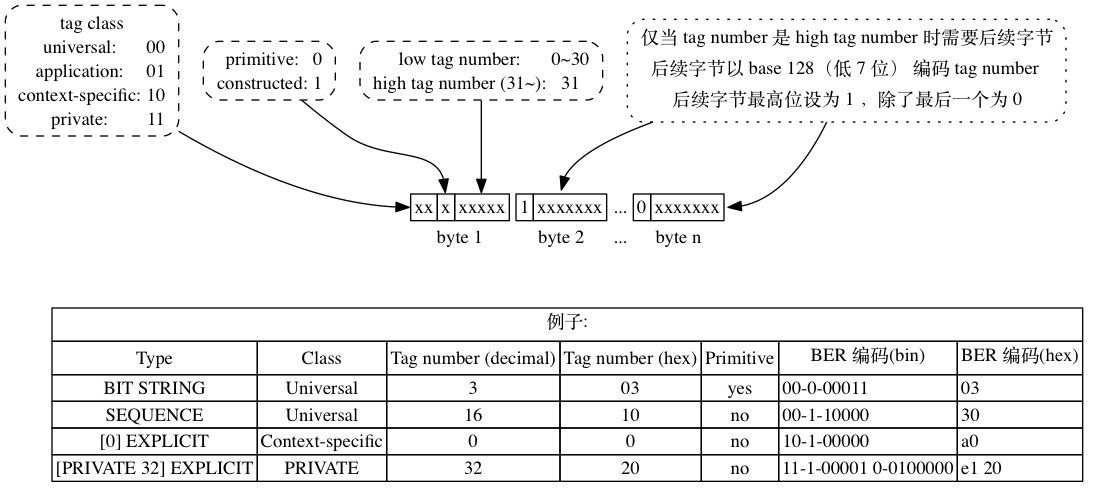 tag class
universal: 00
application: 01
context-specific: 10
private: 11
primitive: 0
constructed: 1
low tag number: 0~30
high tag number (31~): 31
仅当 tag number 是 high tag number 时需要后续字节
后续字节以 base 128（低 7 位） 编码 tag number
后续字节最高位设为 1 ，除了最后一个为 0
xx x xxxxx 1 xxxxxxx ... 0 xxxxxxx
byte 1 byte 2 ... byte n
例子:
Type Class Tag number (decimal) Tag number (hex) Primitive BER 编码(bin) BER 编码(hex)
BIT STRING Universal 3 03 yes 00-0-00011 03
SEQUENCE Universal 16 10 no 00-1-10000 30
[0] EXPLICIT Context-specific 0 0 no 10-1-00000 a0
[PRIVATE 32] EXPLICIT PRIVATE 32 20 no 11-1-00001 0-0100000 e1 20